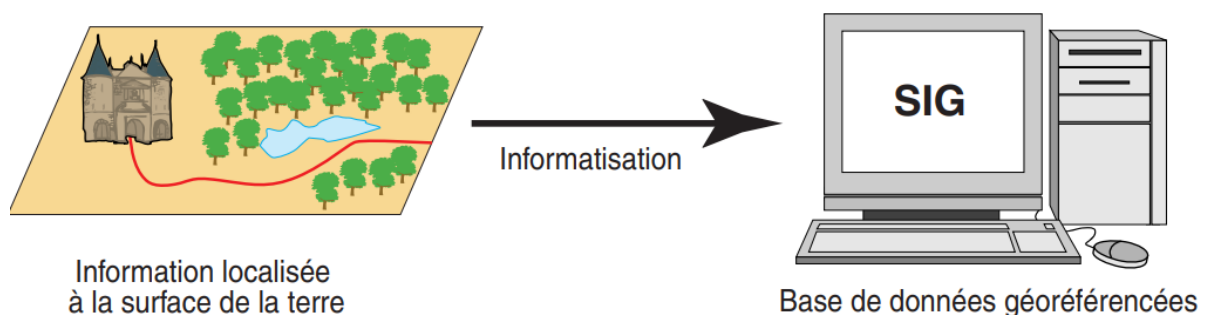 SIG
Informatisation
Information localisée
à la surface de la terre
Base de données géoréférencées